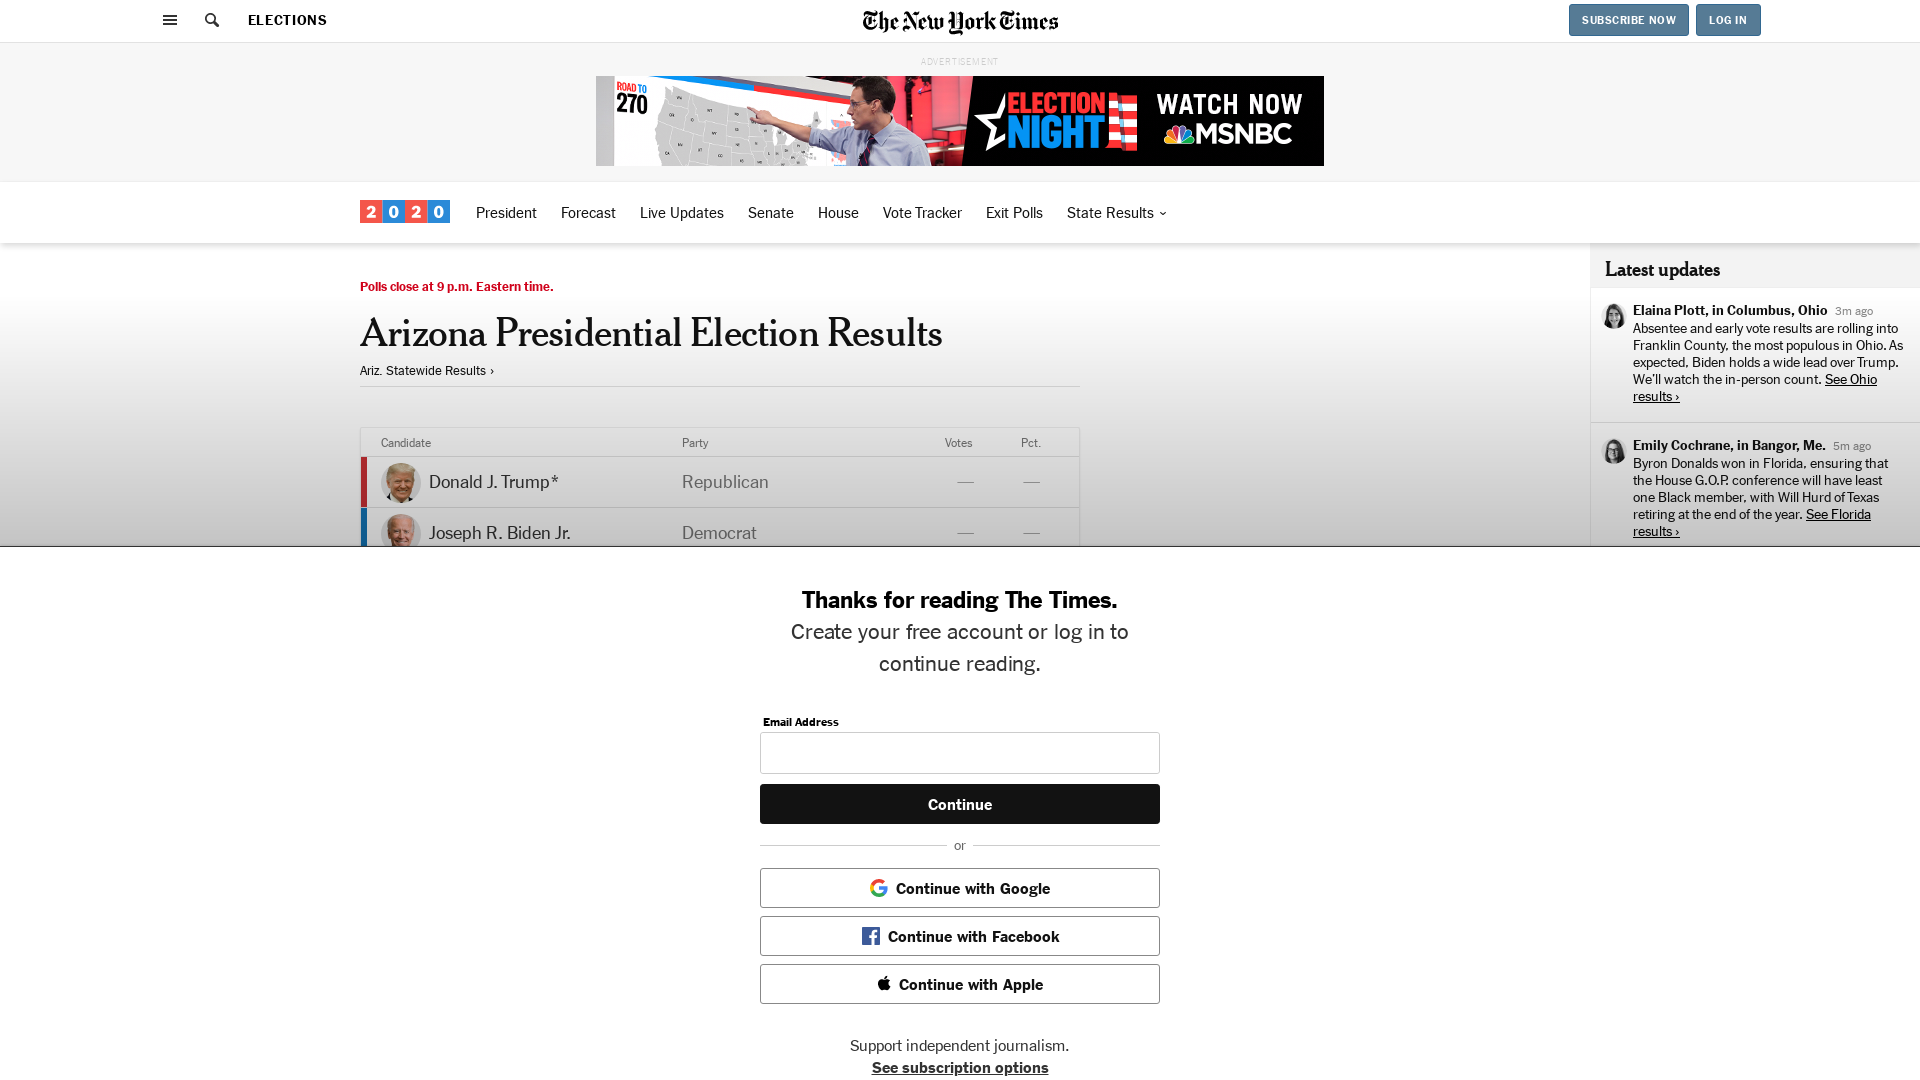 ELECTIONS
The New York Times
SUBSCRIBE NOW
LOG IN
ADVERTISEMENT
ROAD TO
270
ELECTION
NIGHT
WATCH NOW
MSNBC
2020
President
Forecast
Live Updates
Senate
House
Vote Tracker
Exit Polls
State Results
Polls close at 9 p.m. Eastern time.
Arizona Presidential Election Results
Ariz. Statewide Results ›
Candidate Party Votes Pct.
Donald J. Trump* Republican — —
Joseph R. Biden Jr. Democrat — —
Latest updates
Elaina Plott, in Columbus, Ohio 3m ago
Absentee and early vote results are rolling into
Franklin County, the most populous in Ohio. As
expected, Biden holds a wide lead over Trump.
We’ll watch the in-person count. See Ohio
results ›
Emily Cochrane, in Bangor, Me. 5m ago
Byron Donalds won in Florida, ensuring that
the House G.O.P. conference will have least
one Black member, with Will Hurd of Texas
retiring at the end of the year. See Florida
results ›
Thanks for reading The Times.
Create your free account or log in to
continue reading.
Email Address
Continue
or
Continue with Google
Continue with Facebook
Continue with Apple
Support independent journalism.
See subscription options